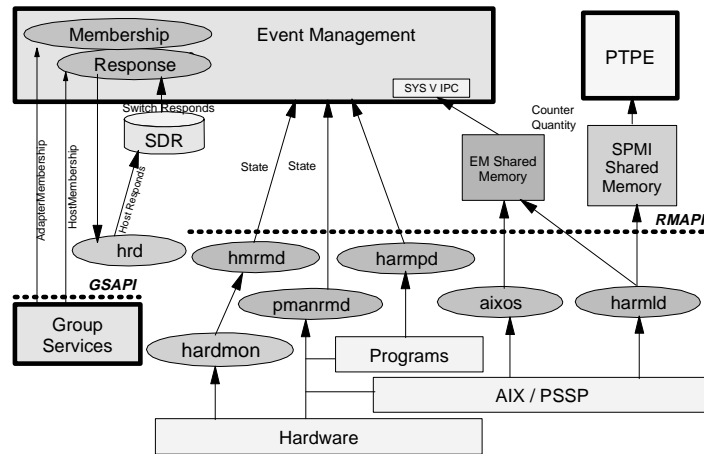 Membership
Event Management
Response
SYS V IPC
PTPE
Switch Responds
SDR
Counter
Quantity
EM Shared
Memory
SPMI
Shared
Memory
State
State
AdapterMembership
HostMembership
Host Responds
RMAPI
hrd
hmrmd
harmpd
GSAPI
pmanrmd
aixos
harmld
Group
Services
hardmon
Programs
AIX / PSSP
Hardware